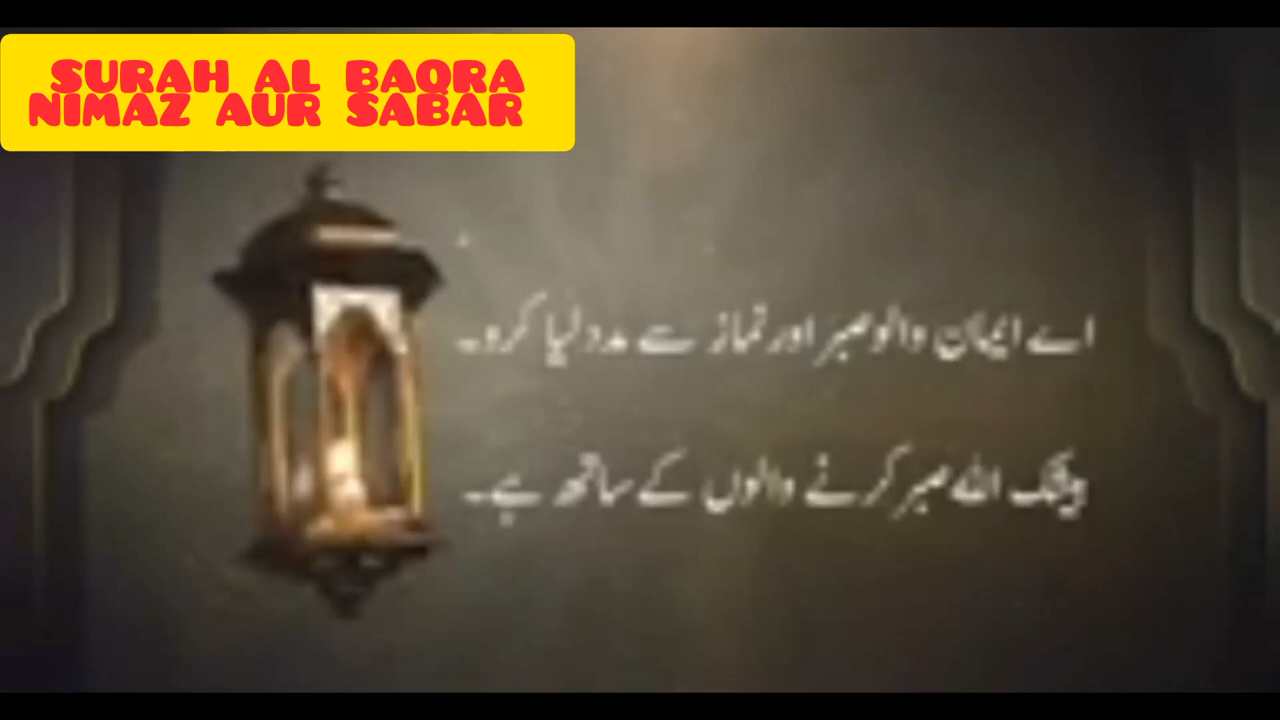 SURAH AL BAQRA
NIMAZ AUR SABAR
اے ایمان والو صبر اور نماز سے مدد لیا کرو۔
بیشک اللہ صبر کرنے والوں کے ساتھ ہے۔